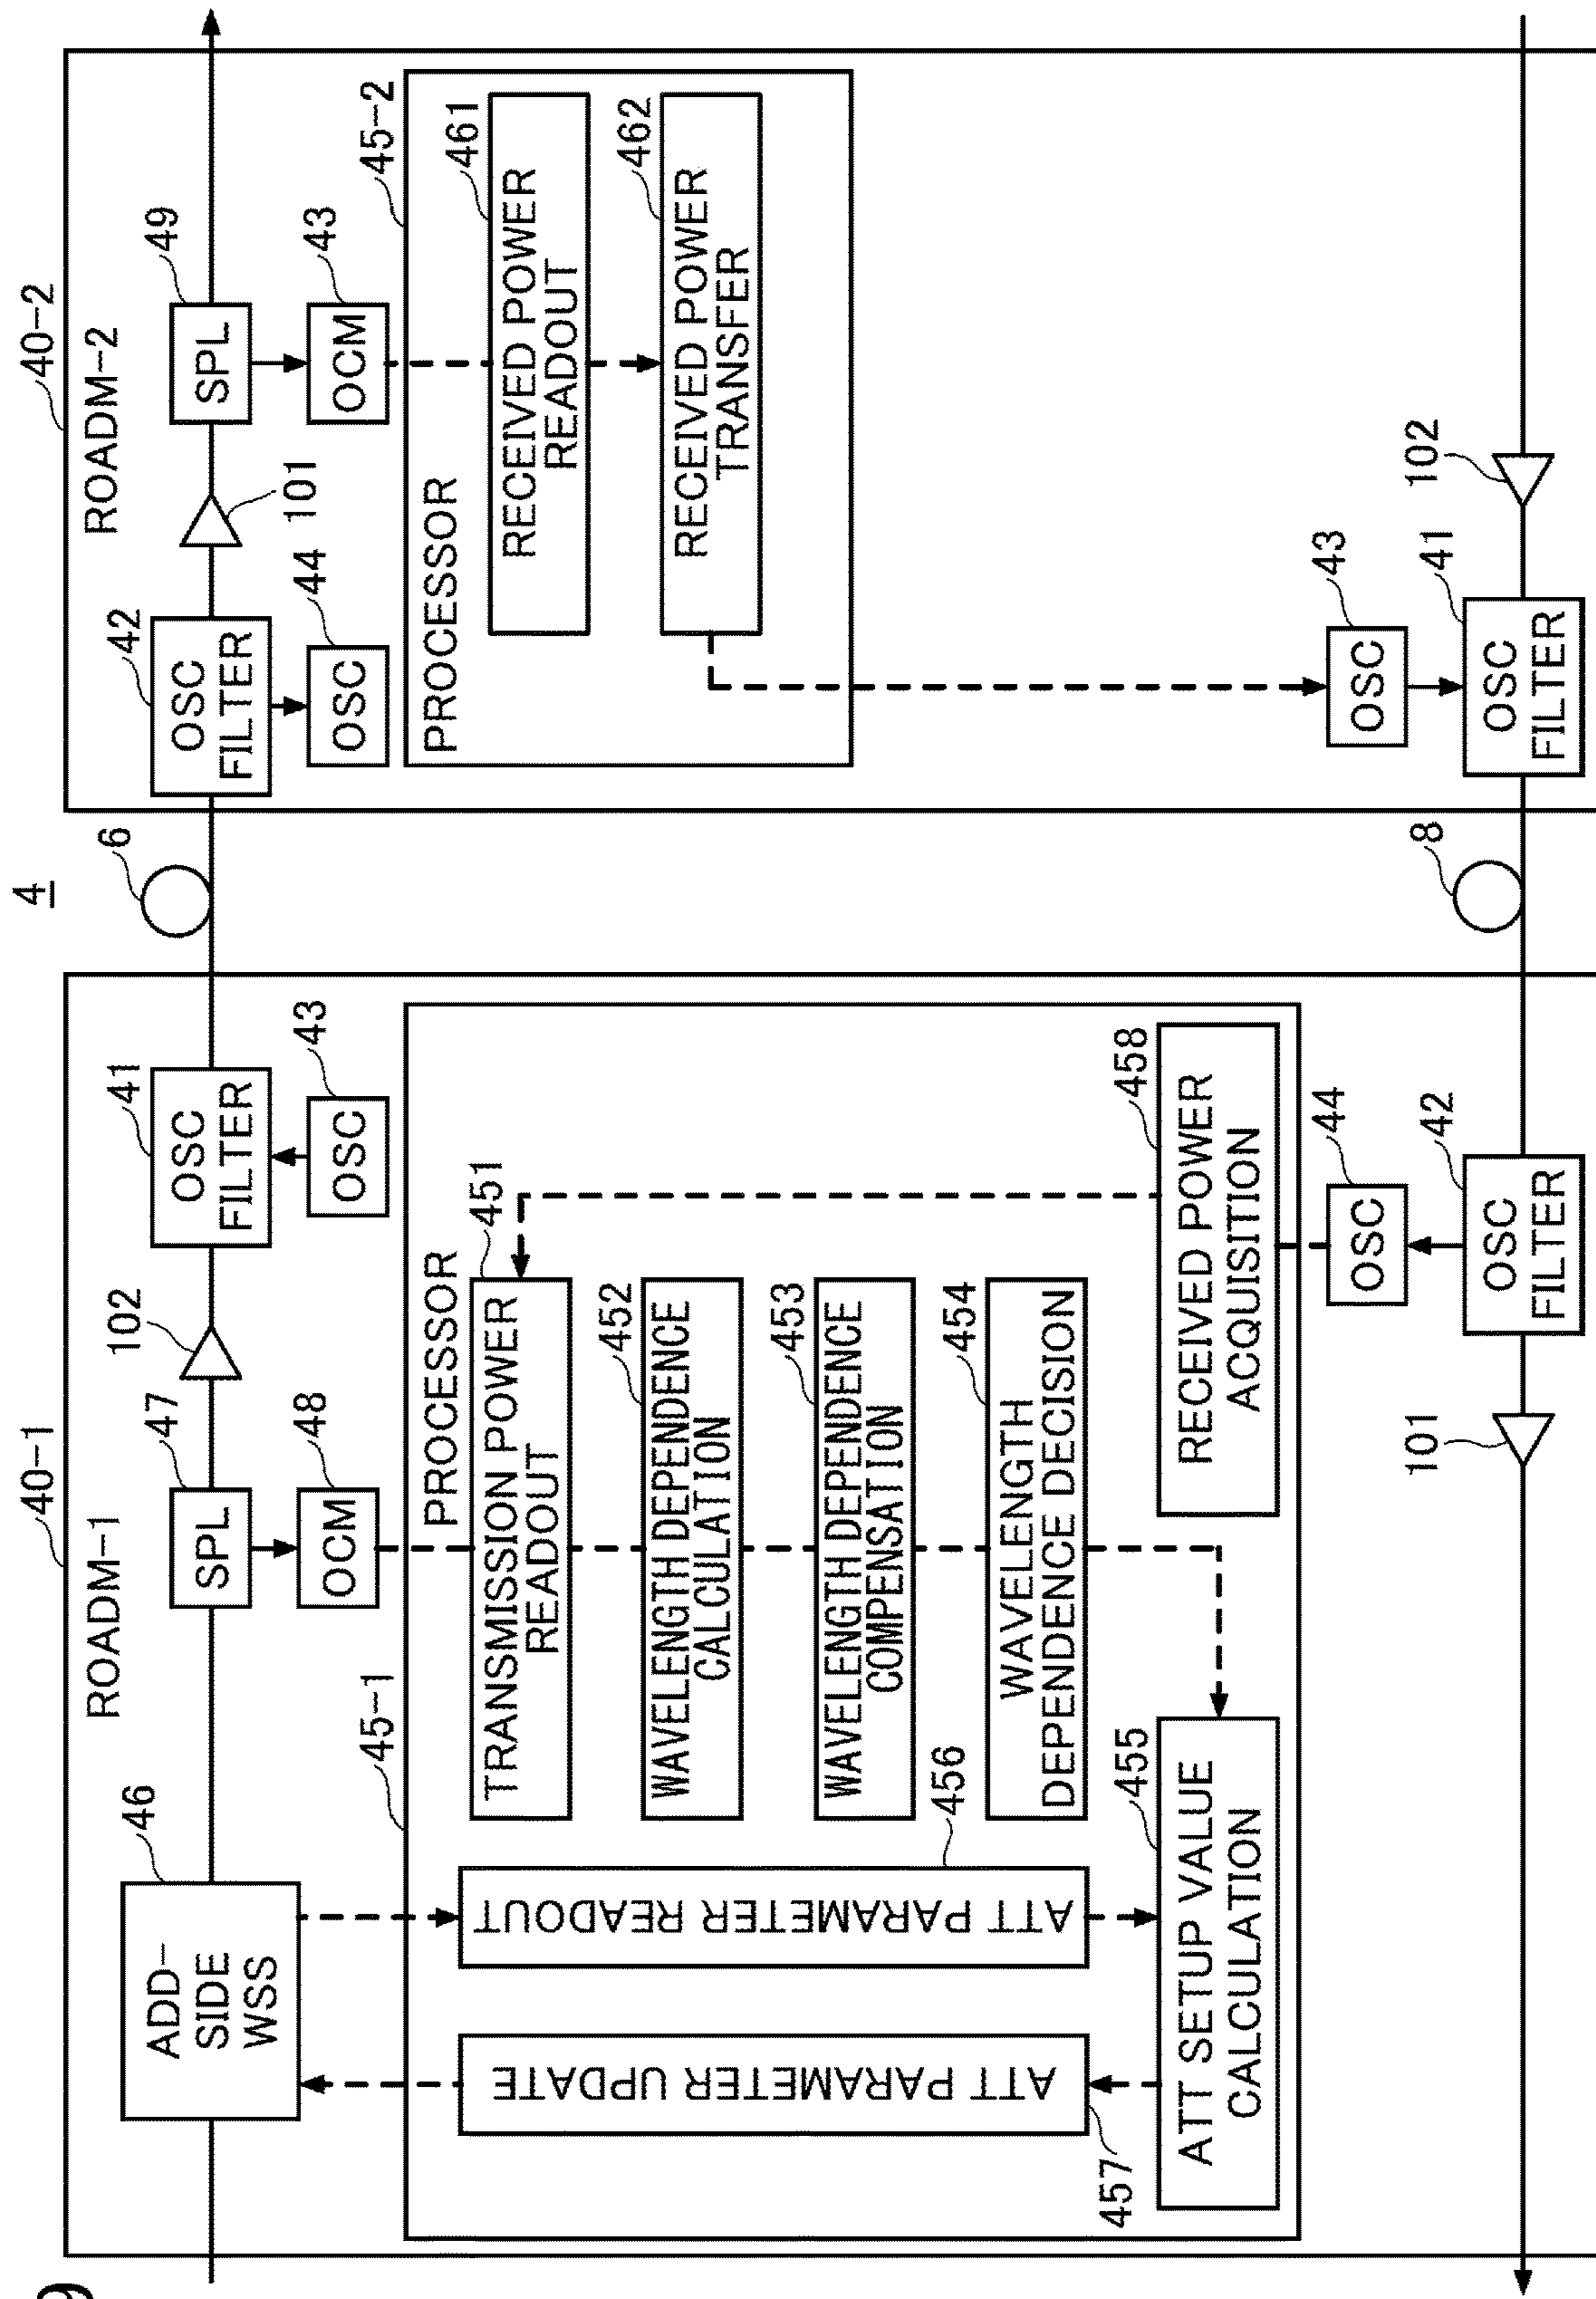 9
4
40-1
ROADM-1
46
ADD-
SIDE
WSS
47
SPL
48
OCM
102
41
OSC
FILTER
43
OSC
6
45-1
PROCESSOR
451
TRANSMISSION POWER
READOUT
452
WAVELENGTH DEPENDENCE
CALCULATION
453
WAVELENGTH DEPENDENCE
COMPENSATION
454
WAVELENGTH
DEPENDENCE DECISION
455
ATT SETUP VALUE
CALCULATION
456
ATT PARAMETER READOUT
457
ATT PARAMETER UPDATE
458
RECEIVED POWER
ACQUISITION
44
OSC
42
OSC
FILTER
101
8
40-2
ROADM-2
42
OSC
FILTER
44
OSC
101
49
SPL
43
OCM
45-2
PROCESSOR
461
RECEIVED POWER
READOUT
462
RECEIVED POWER
TRANSFER
43
OSC
41
OSC
FILTER
102